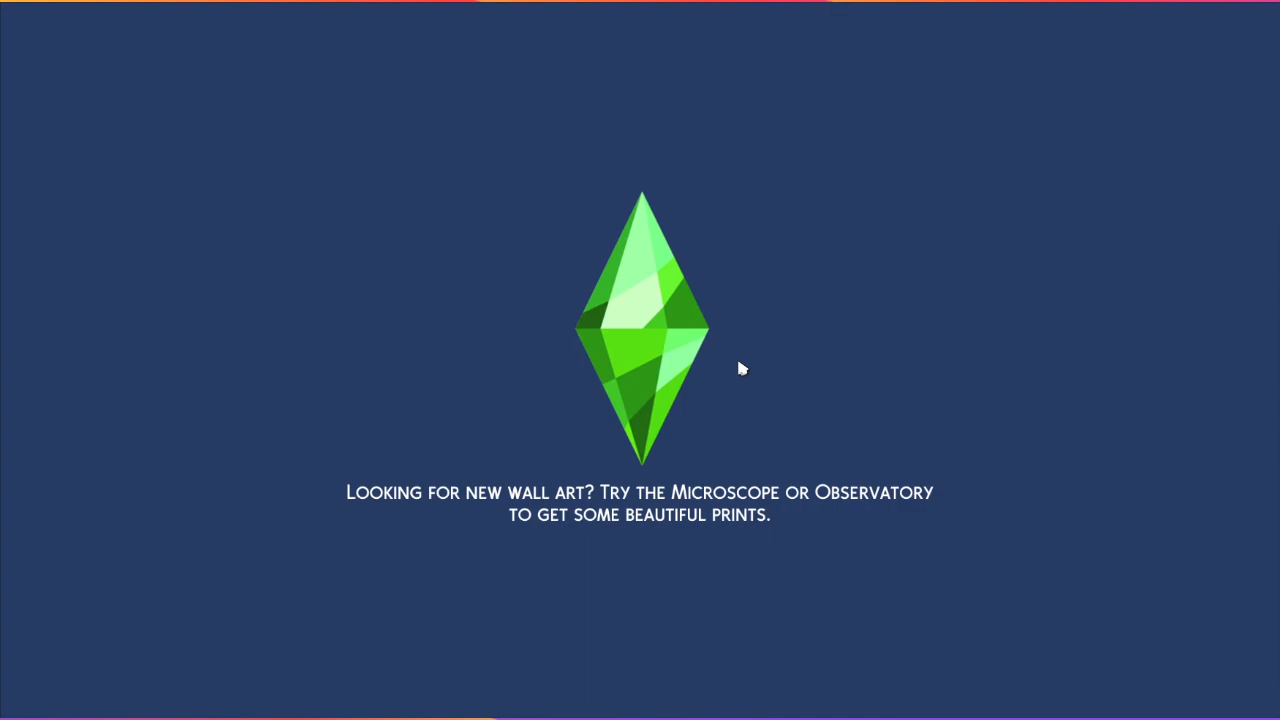 Looking for new wall art? Try the Microscope or Observatory
to get some beautiful prints.